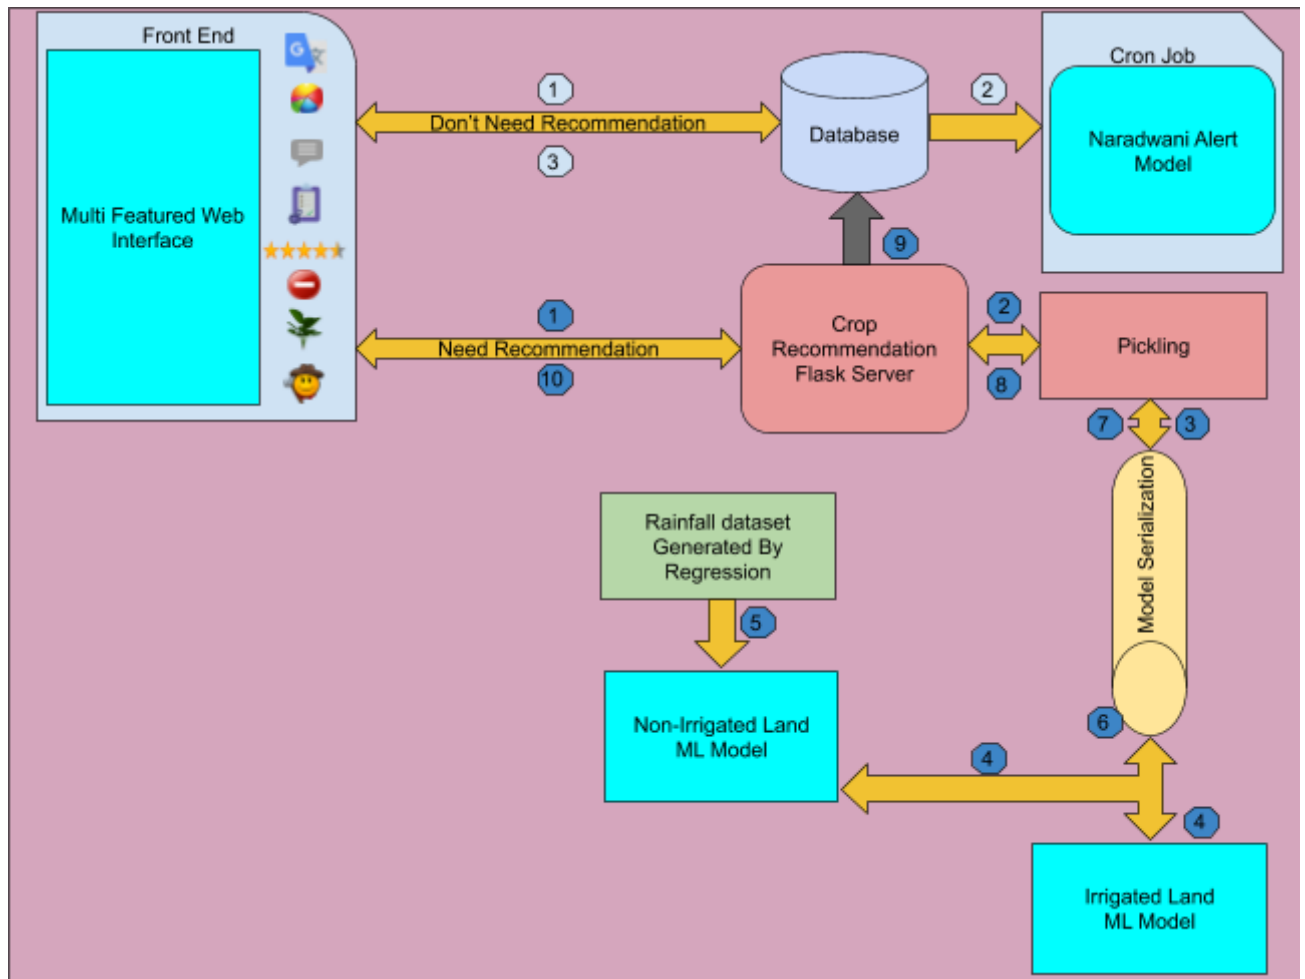 Front End
Multi Featured Web
Interface
1
Don't Need Recommendation
3
Database
2
Cron Job
Naradwani Alert
Model
9
1
Need Recommendation
10
Crop
Recommendation
Flask Server
2
8
Pickling
7
3
Model Serialization
Rainfall dataset
Generated By
Regression
5
Non-Irrigated Land
ML Model
6
4
4
Irrigated Land
ML Model